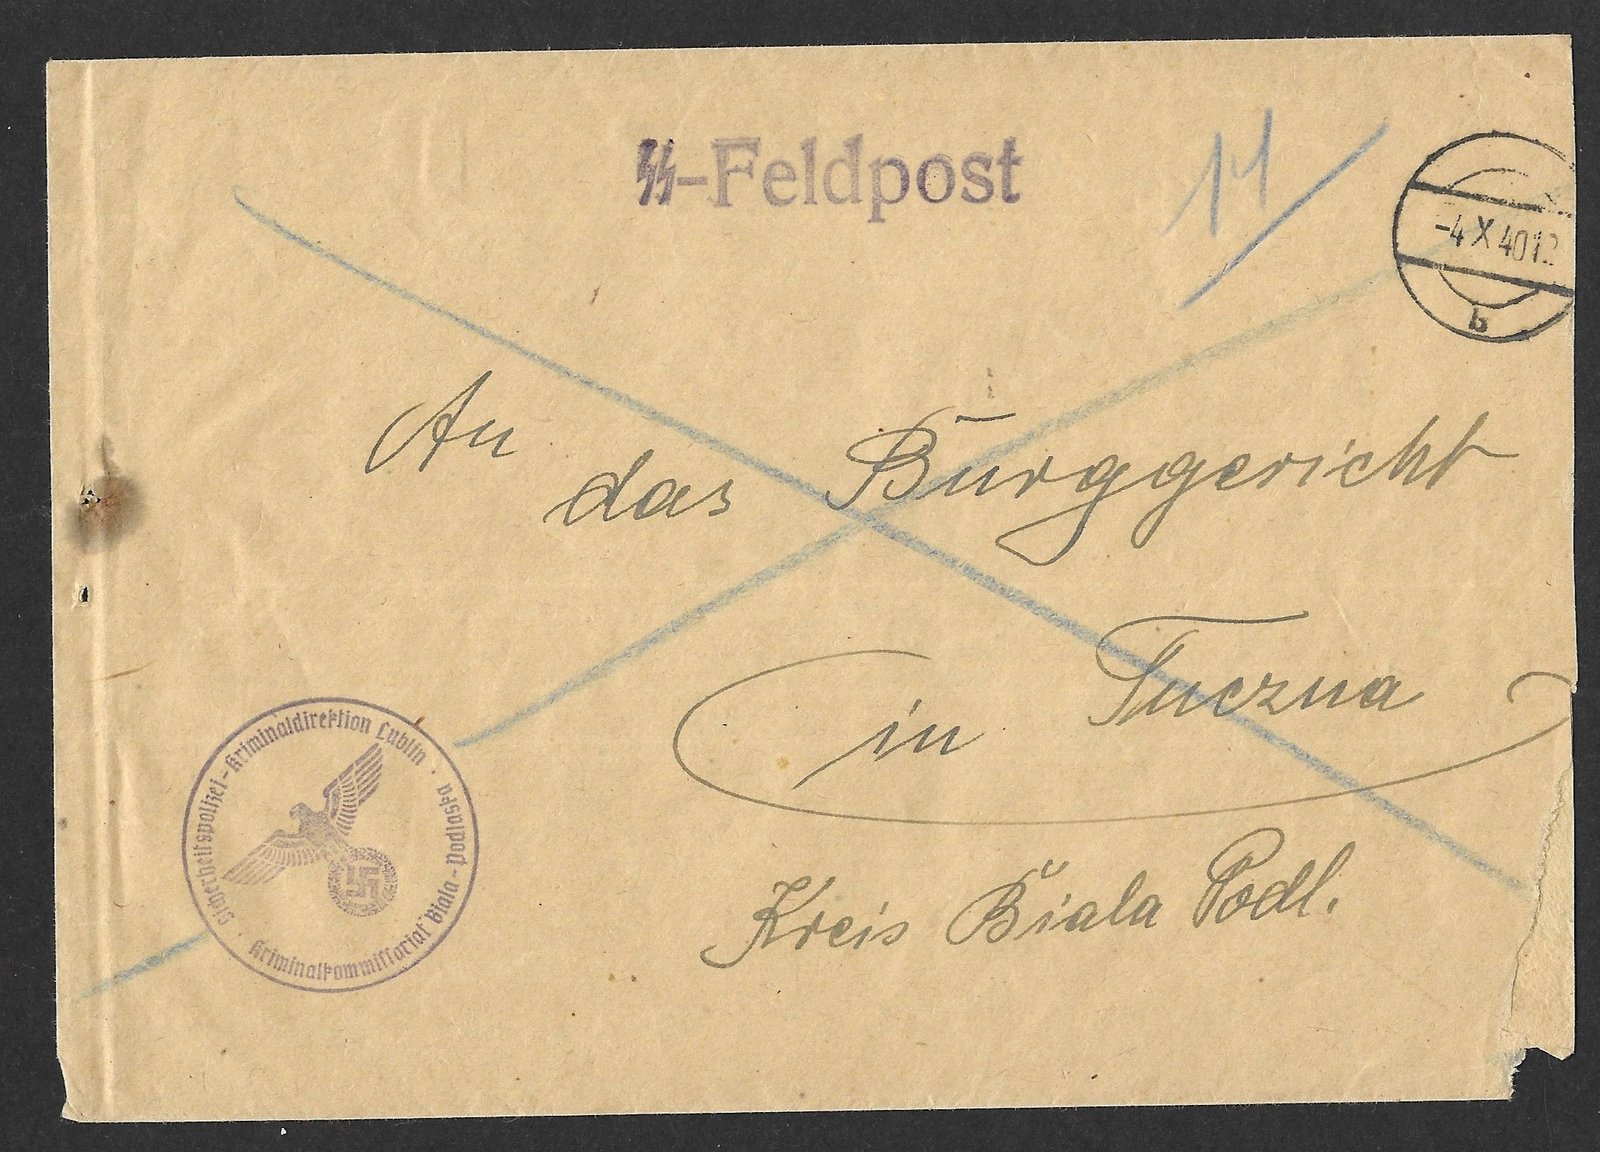 SS-Feldpost
11
-4.X.40 12
b
An
das Burggericht
in Tuczna
Kreis Biala Podl.
Sicherheitspolizei-Kriminaldirektion Lublin ·
Kriminalkommissariat Biala-Podlaska ·